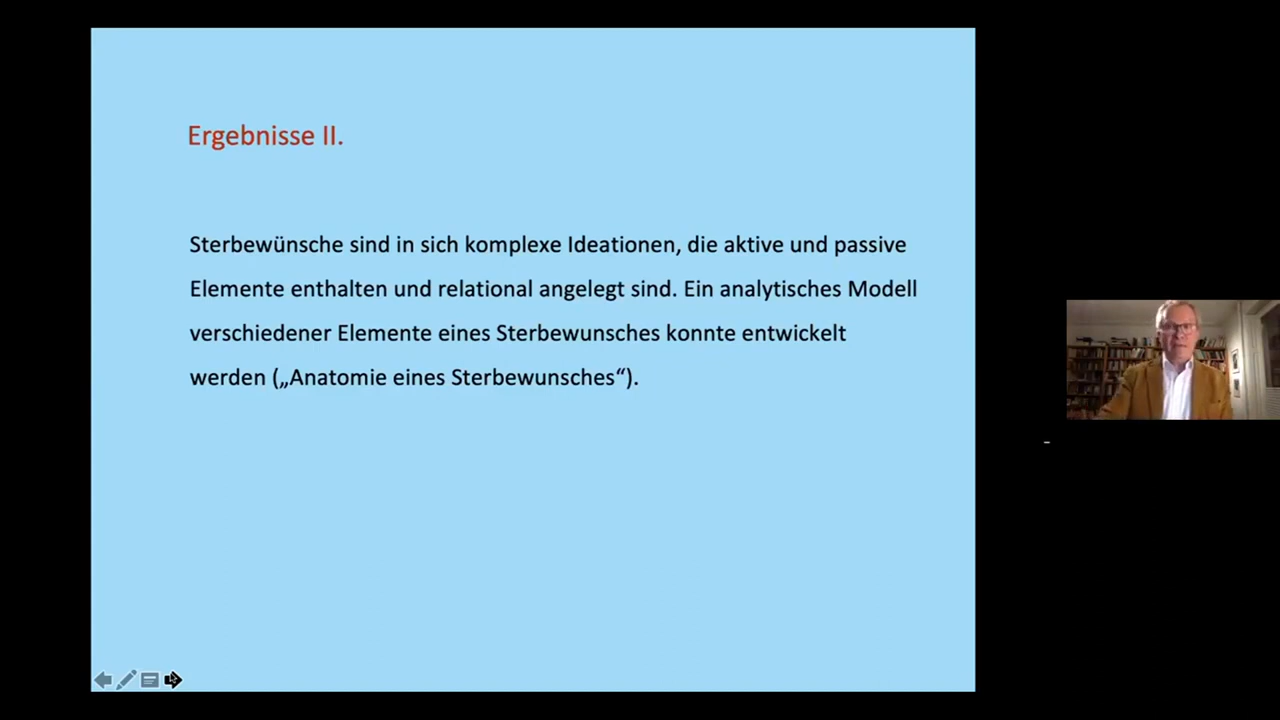 Ergebnisse II.
Sterbewünsche sind in sich komplexe Ideationen, die aktive und passive
Elemente enthalten und relational angelegt sind. Ein analytisches Modell
verschiedener Elemente eines Sterbewunsches konnte entwickelt
werden („Anatomie eines Sterbewunsches“).